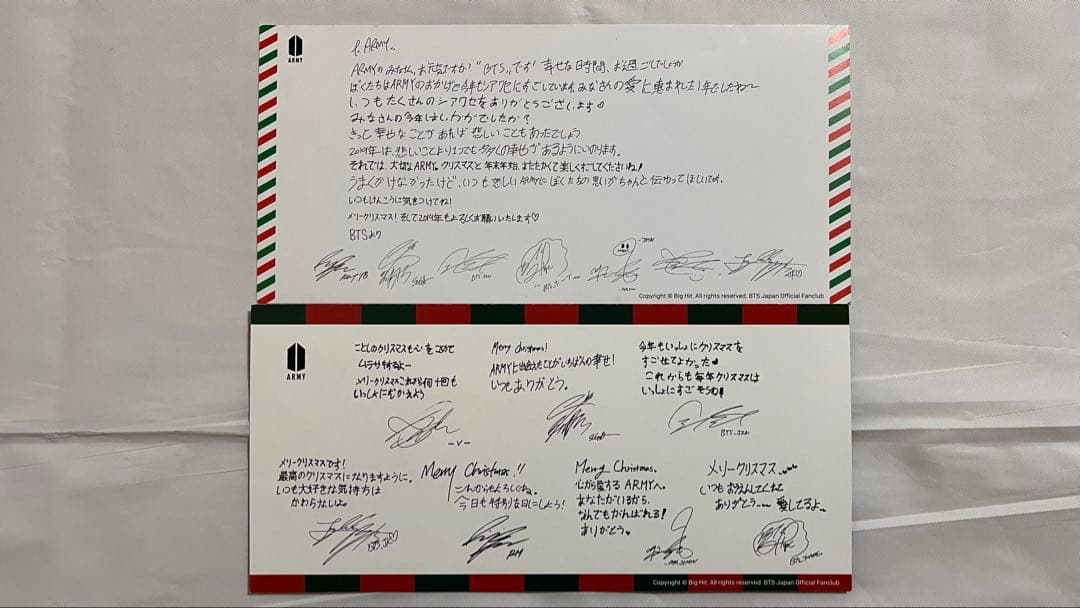 ARMY
to. ARMY..
ARMYのみなさん、お元気ですか?"BTS"です! 幸せな時間、お過ごしでしょうか
ぼくたちはARMYのおかげで今年もシアワセにすごしています。みなさんの愛に恵まれた1年でしたね〜
いつもたくさんのシアワセをありがとうございます
みなさんの今年はいかがでしたか?
きっと幸せなことがあれば悲しいこともあったでしょう
2019年は、悲しいことより1つでも多くの幸せがあるようにいのります。
それでは、大切なARMY。クリスマスと年末年始、またたかくて楽しくすごしてくださいね!
うまくかけなかったけど、いつも恋しいARMYにぼくたちの思いがちゃんと伝わってほしいです。
いつもけんこうに気をつけてね!
メリークリスマス! そして2019年もよろしくお願いいたします♡
BTSより
Copyright © Big Hit. All rights reserved. BTS Japan Official Fanclub
ARMY
ことしのクリスマスも心をこめて
ムラサキするよー
メリークリスマスこれから何十回も
いっしょにむかえよう
-V-
Merry christmas!
ARMYに出会えたことがいちばんの幸せ!
いつもありがとう。
今年もいっしょにクリスマスを
すごせてよかった
これからも毎年クリスマスは
いっしょにすごそうね!
BTS.
メリークリスマスです!
最高のクリスマスになりますように。
いつも大好きな気持ちは
かわらないよ。
BTS.JK♡
Merry Christmas!!
これからもよろしくね。
今日も特別な日にしよう!
RM
Merry Christmas.
心から愛するARMYへ。
あなたがいるから、
なんでもがんばれる!
ありがとう。
メリークリスマス
いつもおうえんしてくれて
ありがとう 愛してるよ
Copyright © Big Hit. All rights reserved. BTS Japan Official Fanclub